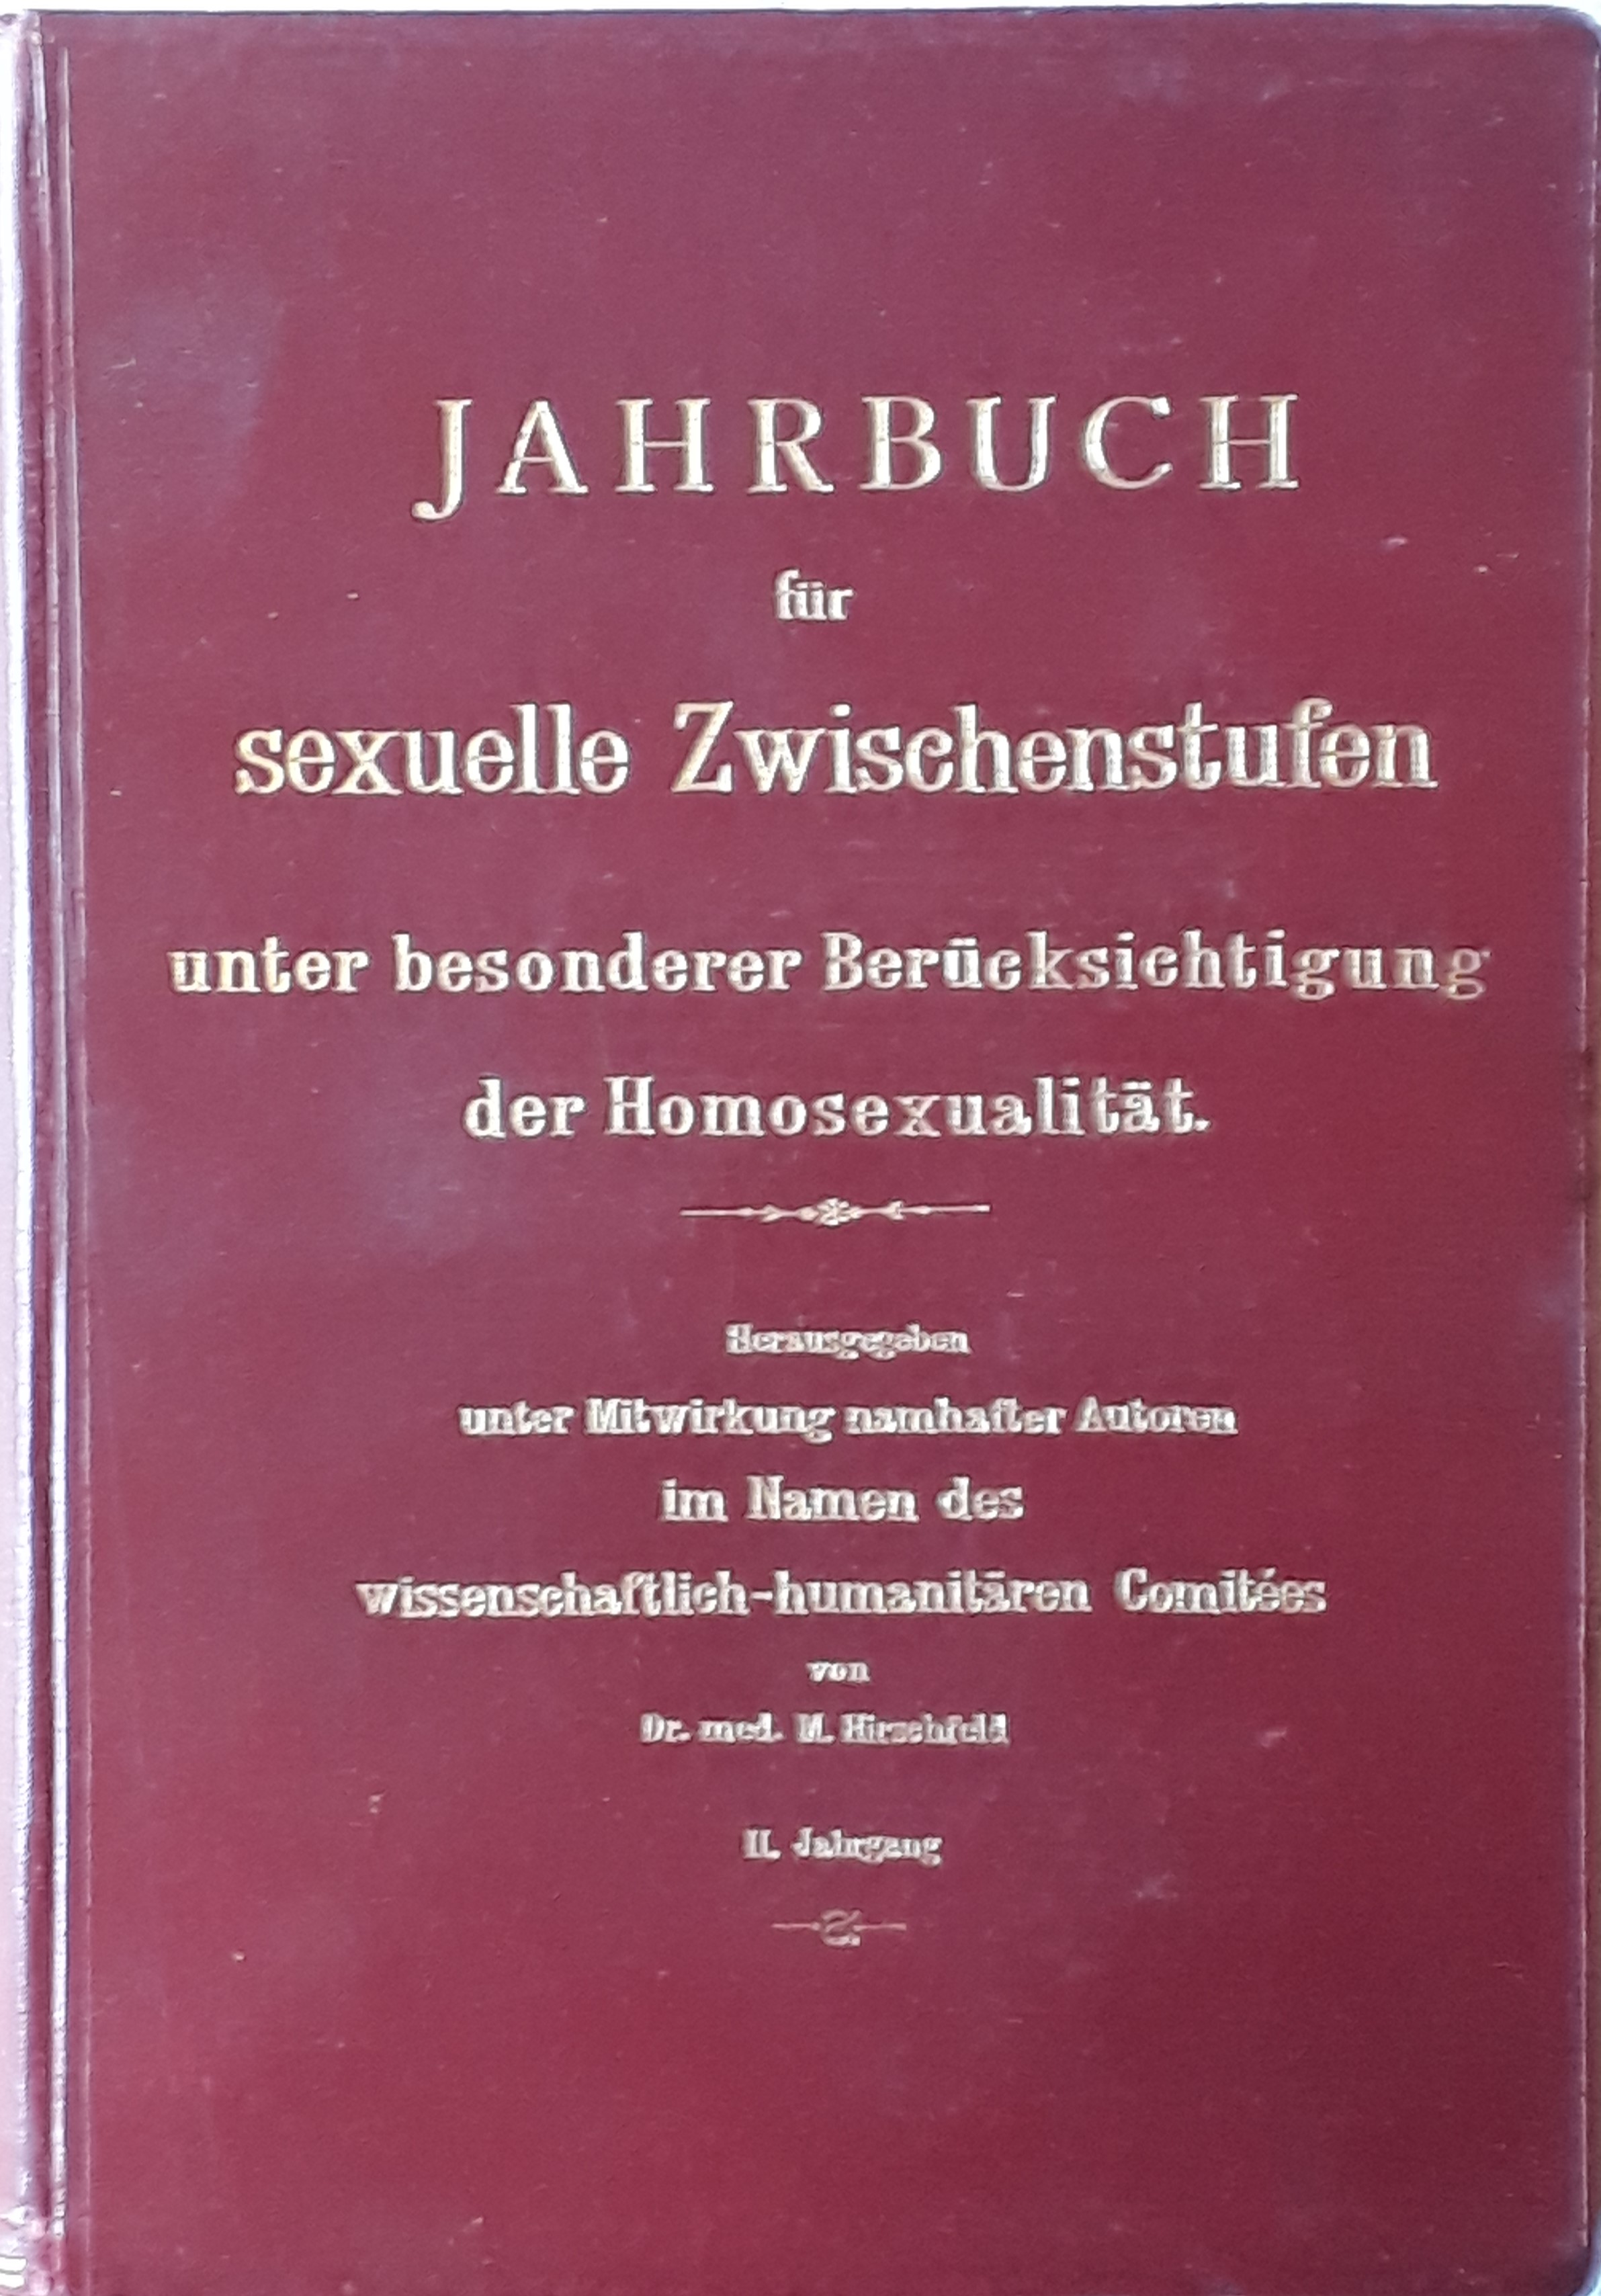 JAHRBUCH
für
sexuelle Zwischenstufen
unter besonderer Berücksichtigung
der Homosexualität.
Herausgegeben
unter Mitwirkung namhafter Autoren
im Namen des
wissenschaftlich-humanitären Comitées
von
Dr. med. M. Hirschfeld
II. Jahrgang